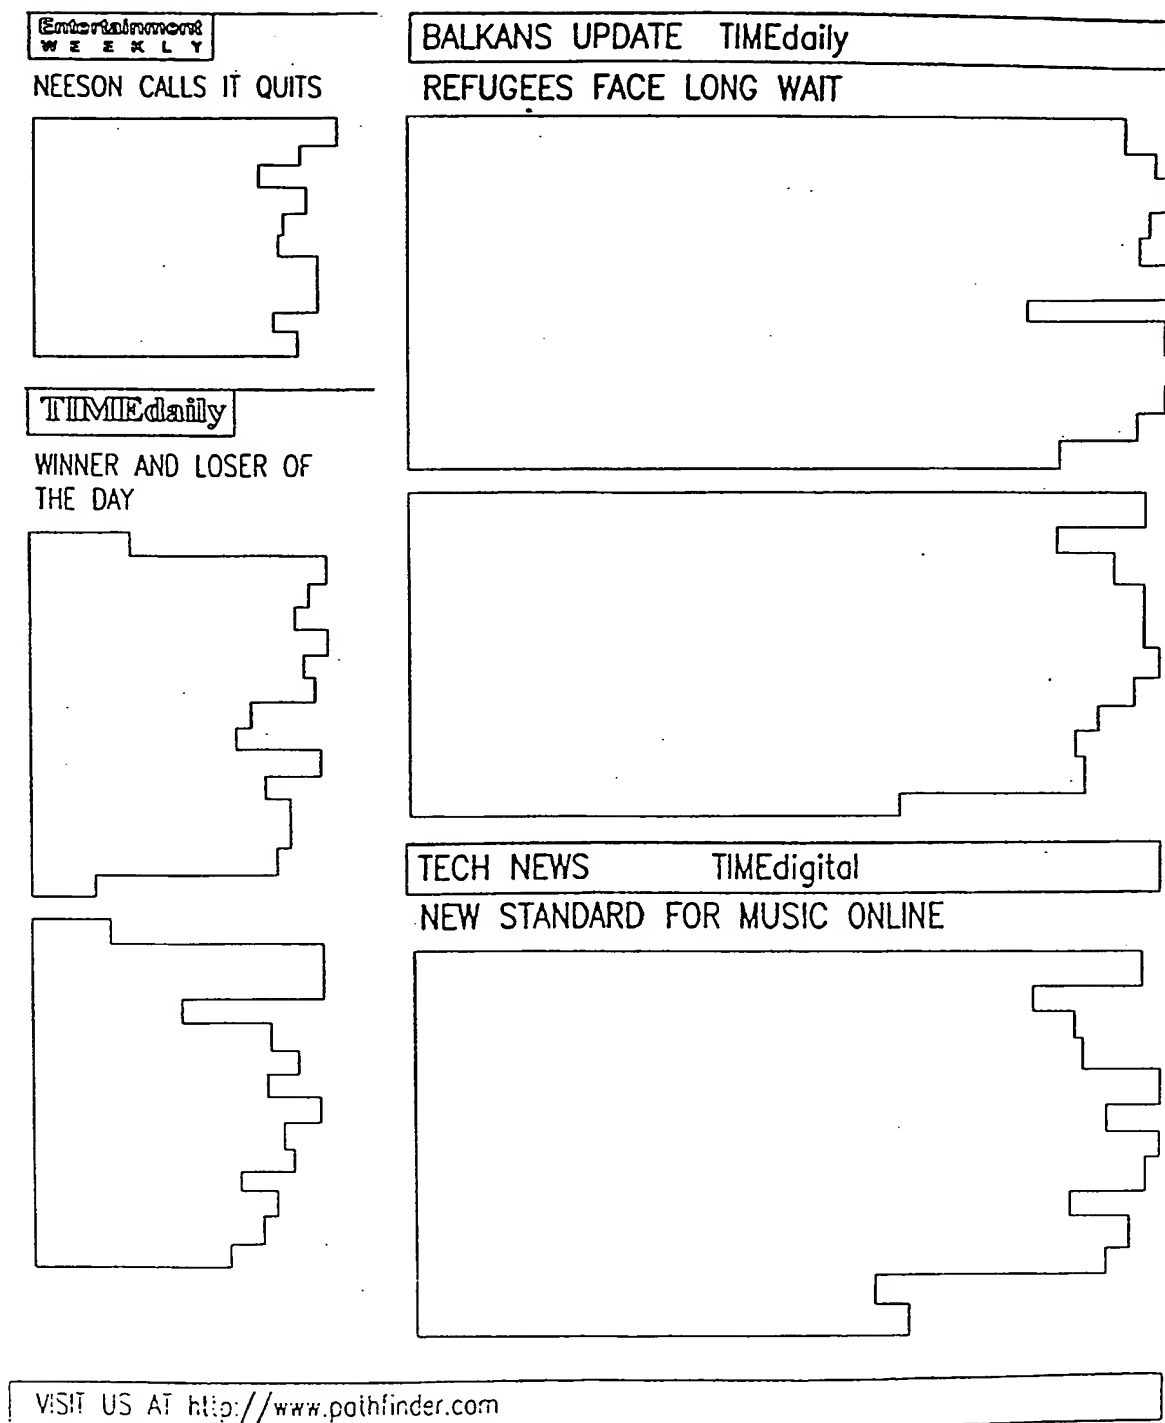 Entertainment
WEEKLY
NEESON CALLS IT QUITS
TIMEdaily
WINNER AND LOSER OF
THE DAY
BALKANS UPDATE TIMEdaily
REFUGEES FACE LONG WAIT
TECH NEWS TIMEdigital
NEW STANDARD FOR MUSIC ONLINE
VISIT US AT http://www.pathfinder.com